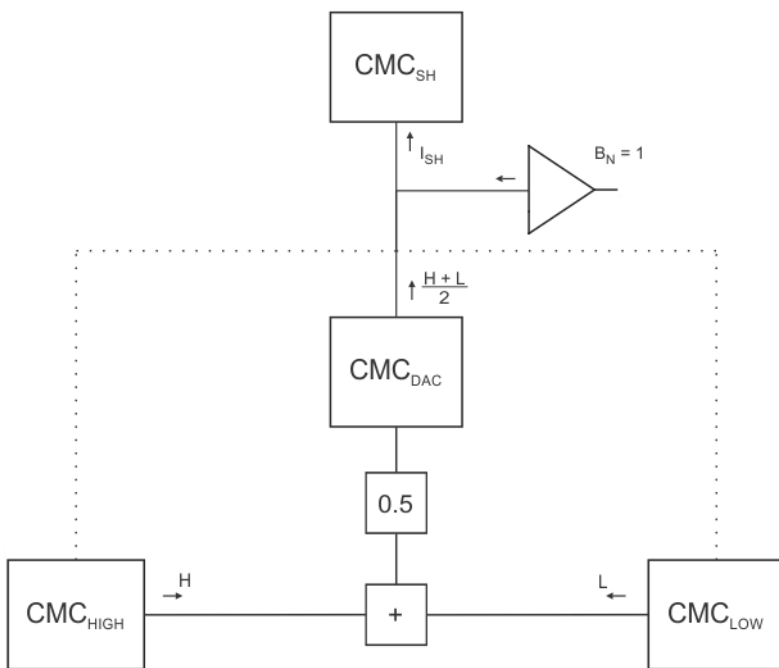 CMC_SH
I_SH
B_N = 1
H + L
2
CMC_DAC
0.5
H
L
CMC_HIGH
+
CMC_LOW